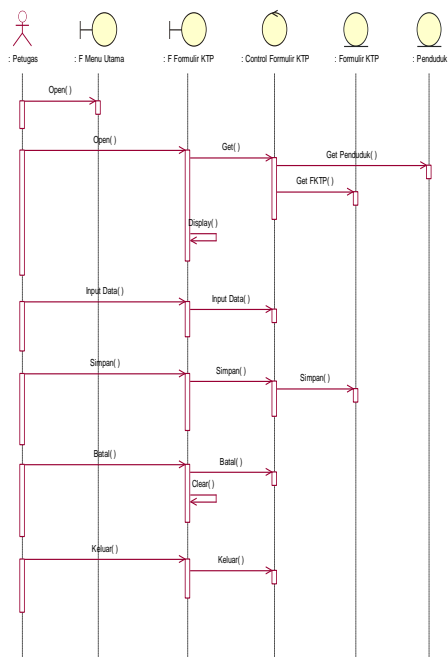 : Petugas : F Menu Utama : F Formulir KTP : Control Formulir KTP : Formulir KTP : Penduduk
Open( )
Open( )
Get( )
Get Penduduk( )
Get FKTP( )
Display( )
Input Data( )
Input Data( )
Simpan( )
Simpan( )
Simpan( )
Batal( )
Batal( )
Clear( )
Keluar( )
Keluar( )